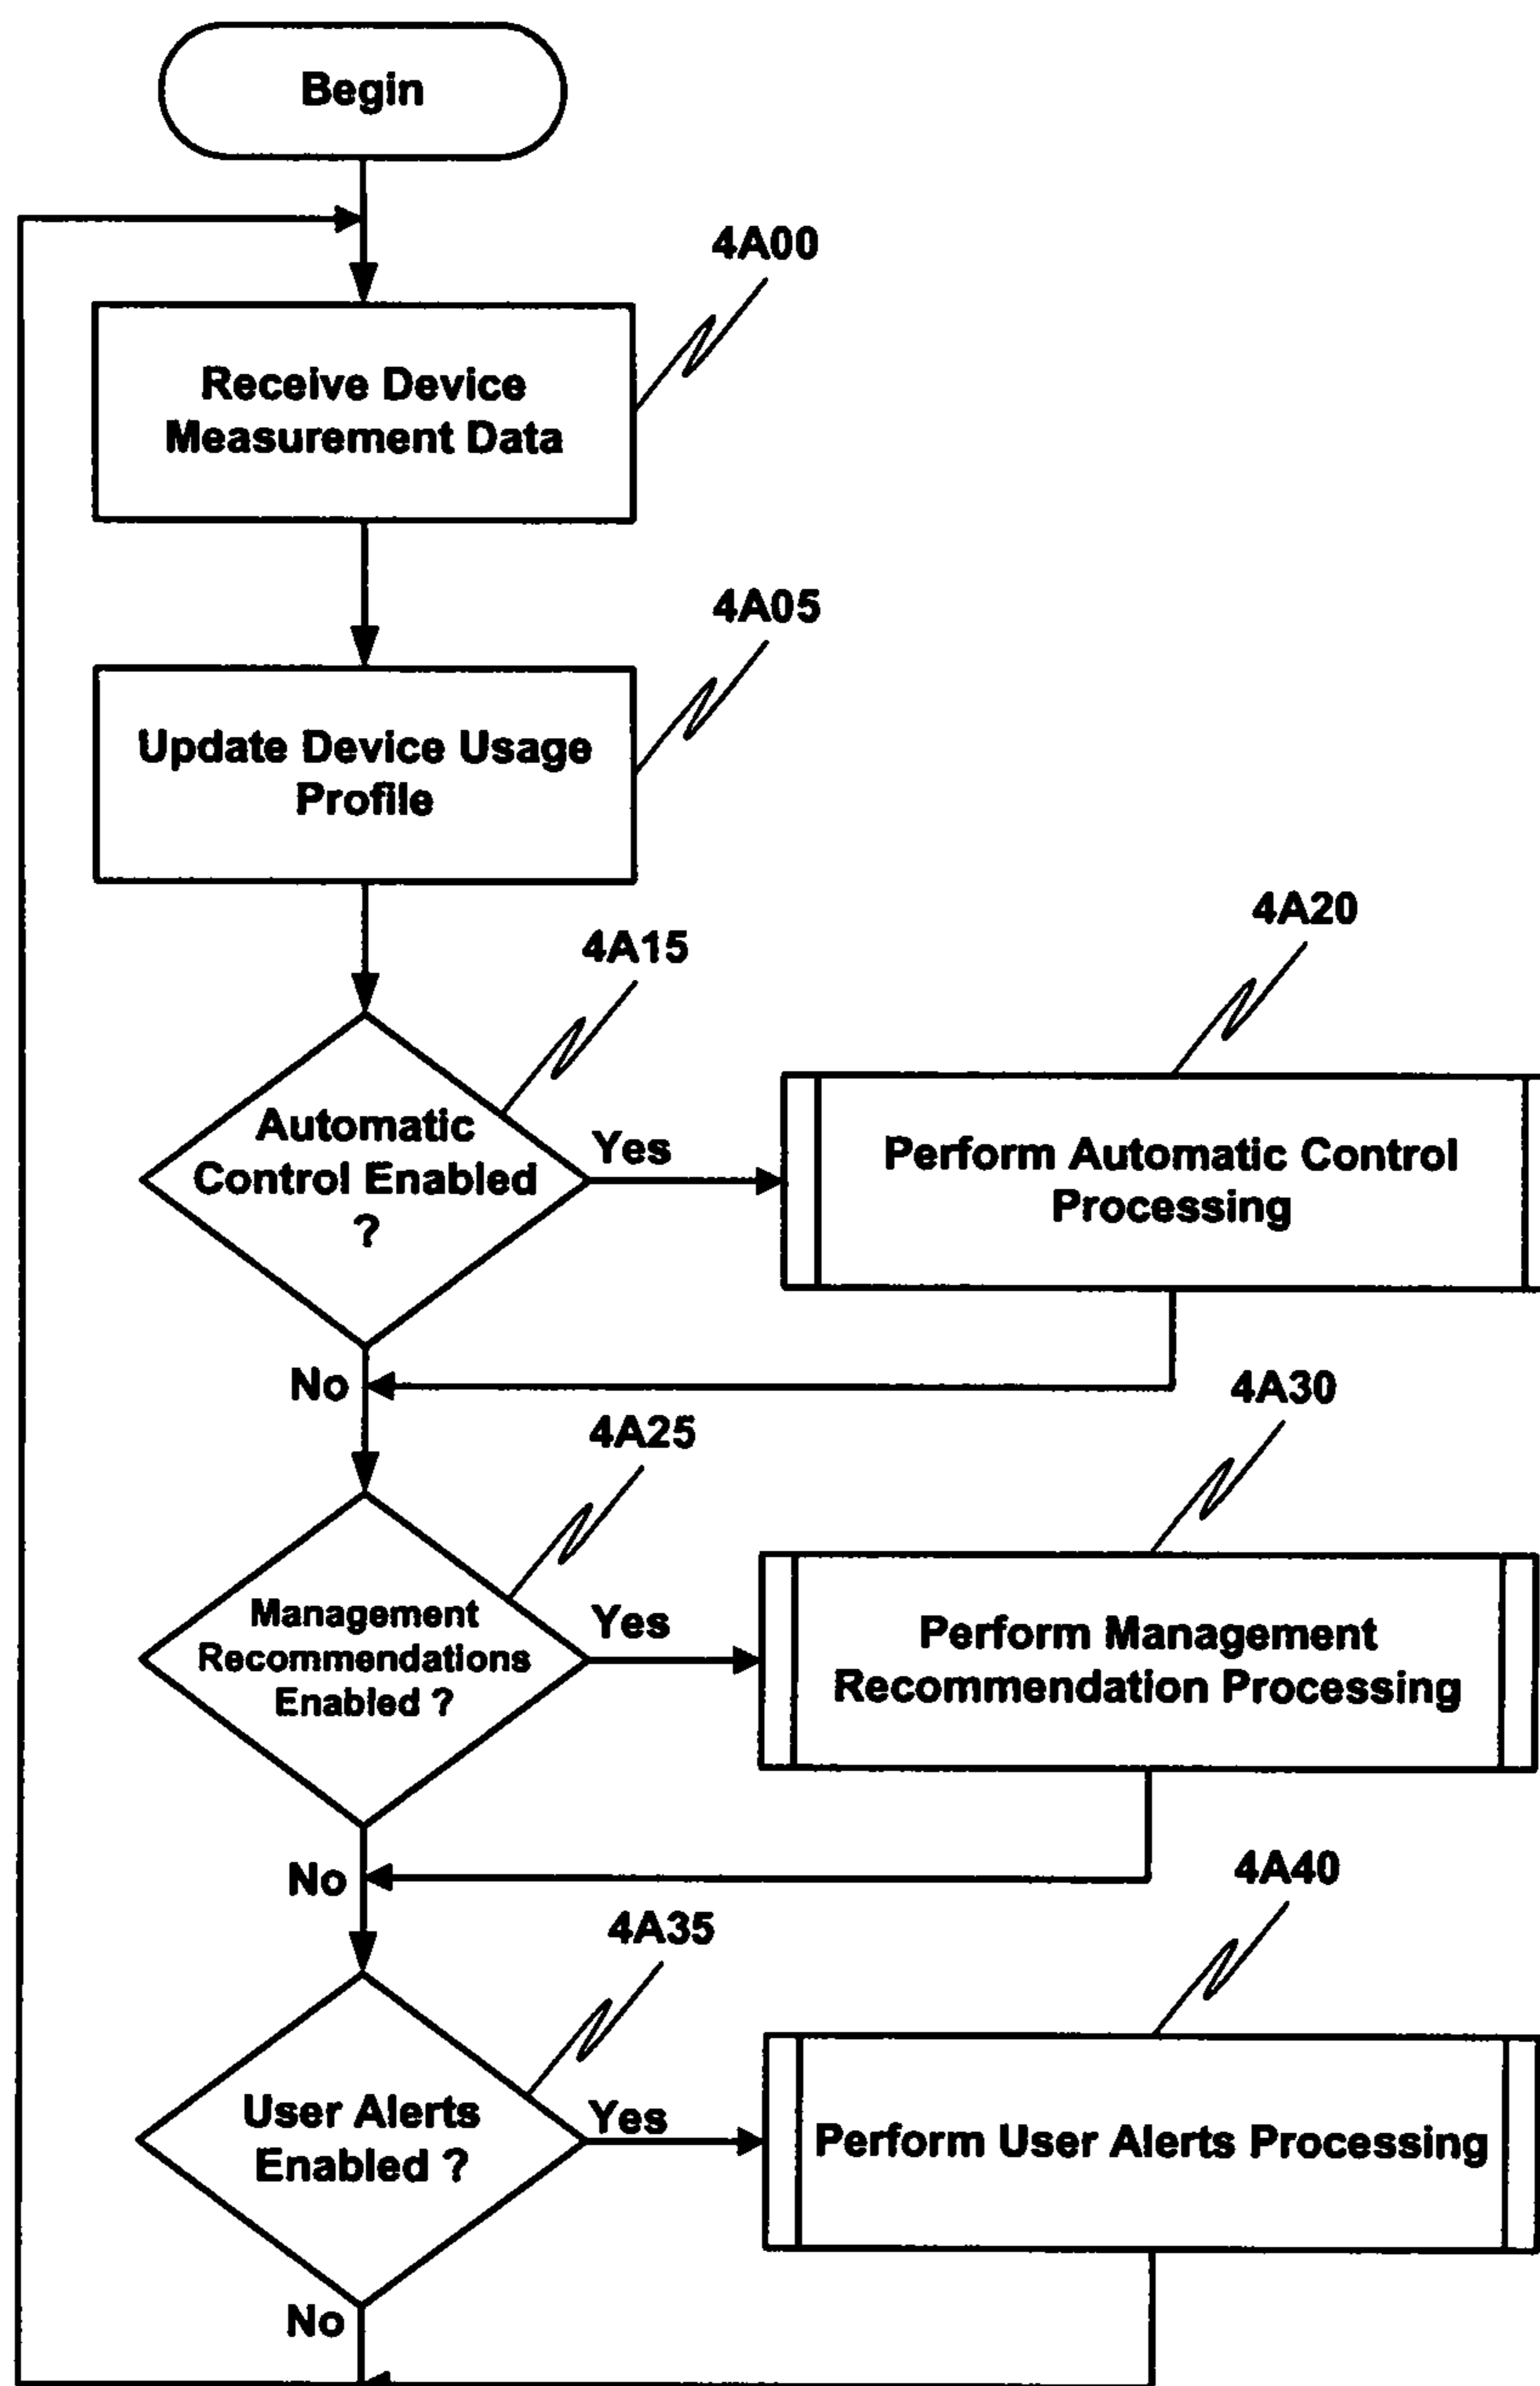 Begin
4A00
Receive Device
Measurement Data
4A05
Update Device Usage
Profile
4A15
4A20
Automatic
Control Enabled
?
Yes
Perform Automatic Control
Processing
No
4A25
4A30
Management
Recommendations
Enabled ?
Yes
Perform Management
Recommendation Processing
No
4A35
4A40
User Alerts
Enabled ?
Yes
Perform User Alerts Processing
No